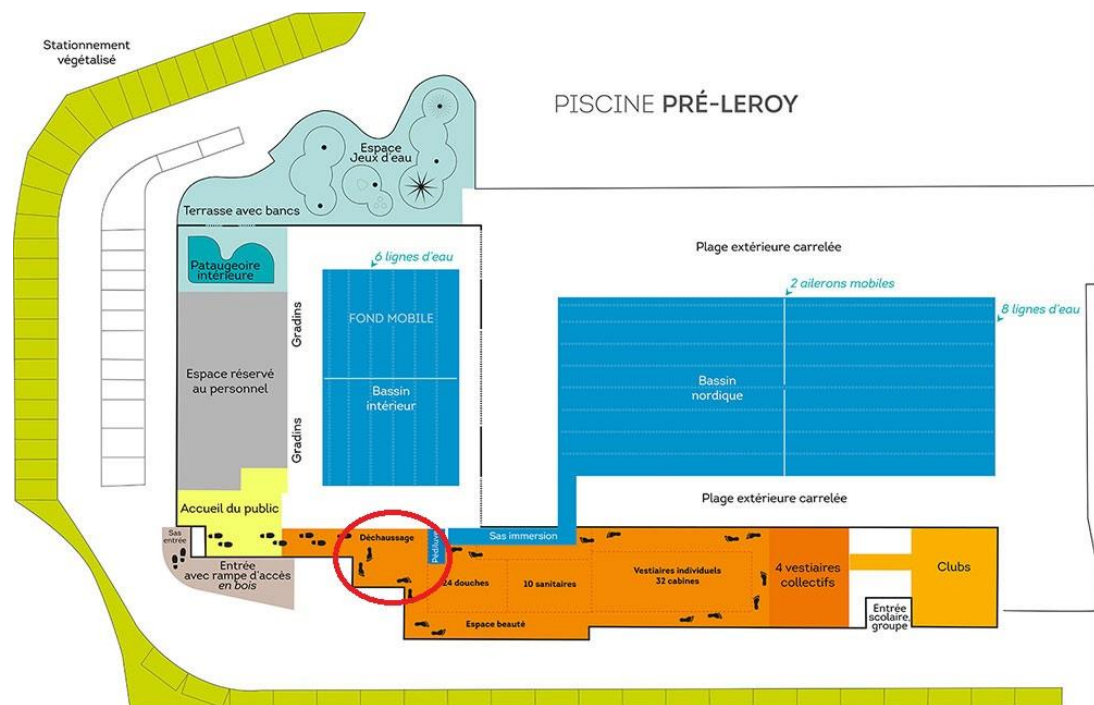 Stationnement
végétalisé
PISCINE PRÉ-LEROY
Espace
Jeux d'eau
Terrasse avec bancs
Pataugeoire
intérieure
6 lignes d'eau
Plage extérieure carrelée
2 ailerons mobiles
8 lignes d'eau
Gradins
FOND MOBILE
Espace réservé
au personnel
Bassin
intérieur
Bassin
nordique
Gradins
Accueil du public
Plage extérieure carrelée
Sas
entrée
Déchaussage
Pédiluve
Sas immersion
Entrée
avec rampe d'accès
en bois
24 douches
10 sanitaires
Vestiaires individuels
32 cabines
4 vestiaires
collectifs
Clubs
Entrée
scolaire,
groupe
Espace beauté